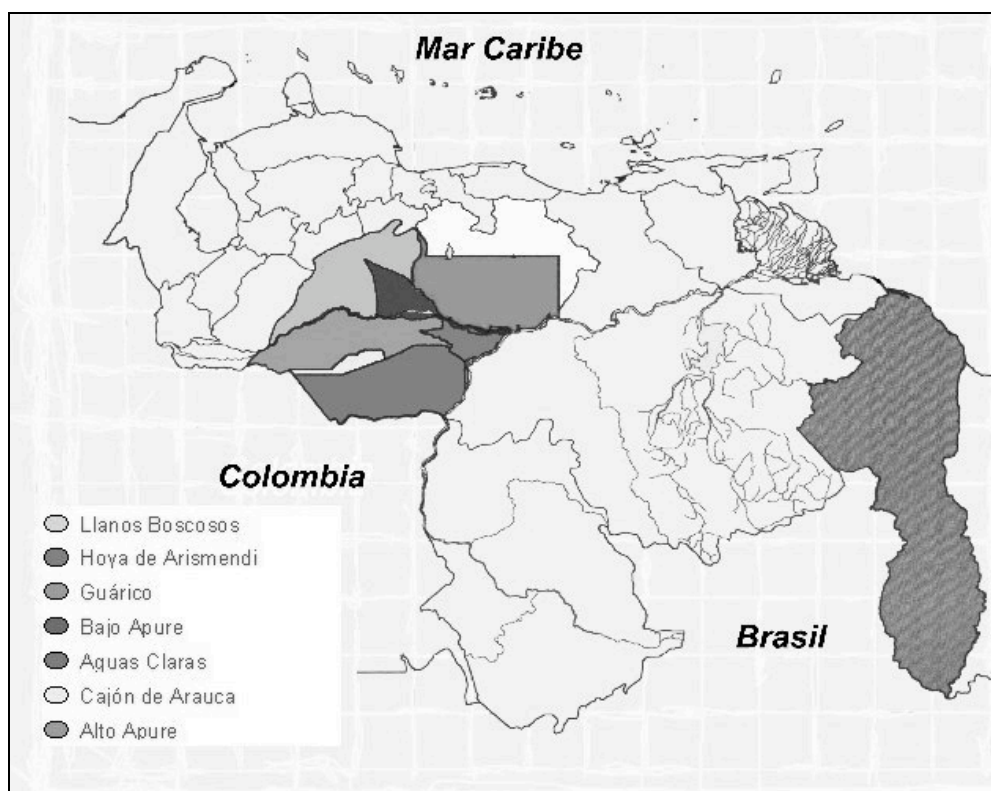 Mar Caribe
Colombia
Llanos Boscosos
Hoya de Arismendi
Guárico
Bajo Apure
Aguas Claras
Cajón de Arauca
Alto Apure
Brasil